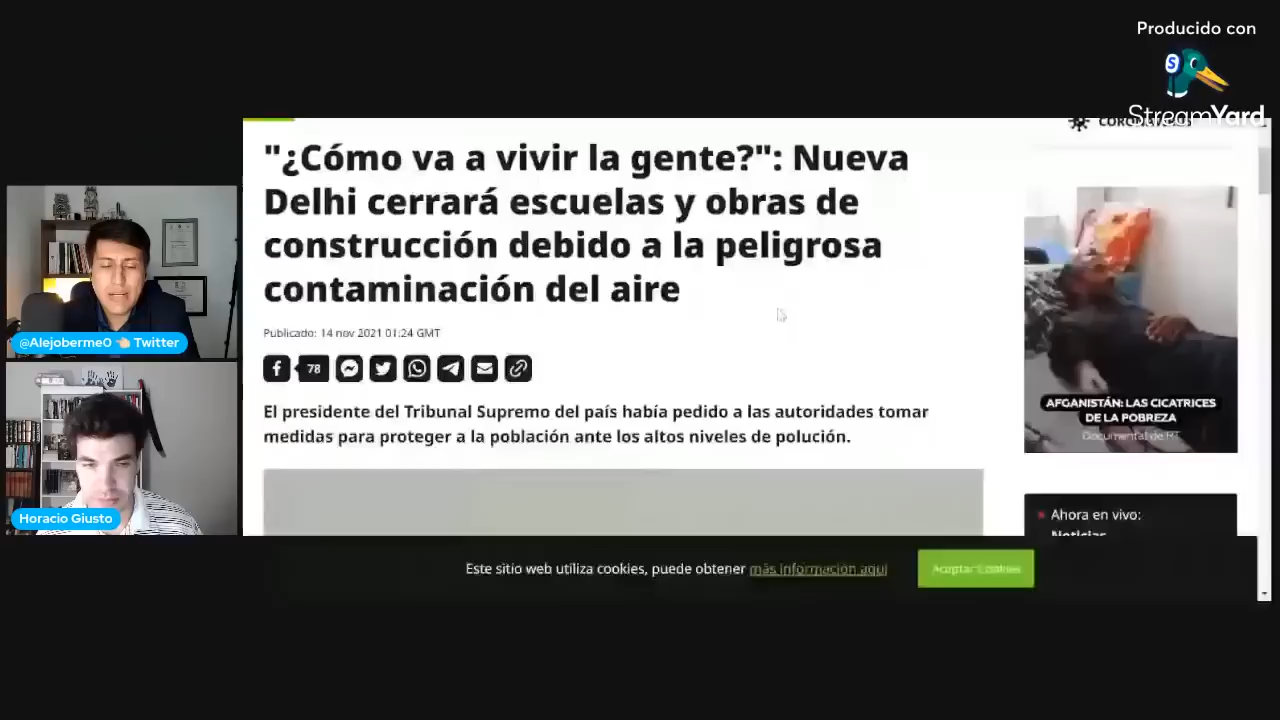 Producido con
StreamYard
"¿Cómo va a vivir la gente?": Nueva
Delhi cerrará escuelas y obras de
construcción debido a la peligrosa
contaminación del aire
Publicado: 14 nov 2021 01:24 GMT
78
El presidente del Tribunal Supremo del país había pedido a las autoridades tomar
medidas para proteger a la población ante los altos niveles de polución.
@Alejoberme0 👈🏻 Twitter
Horacio Giusto
AFGANISTÁN: LAS CICATRICES
DE LA POBREZA
Documental de RT
Ahora en vivo:
Noticias
Este sitio web utiliza cookies, puede obtener más información aquí
Aceptar Cookies